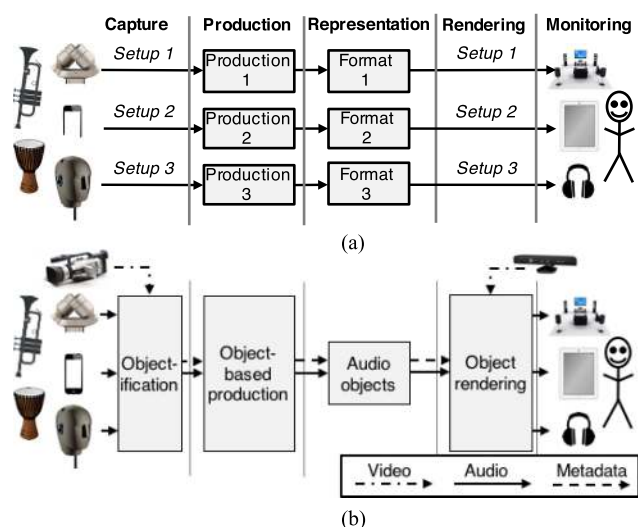 Capture Production Representation Rendering Monitoring
Setup 1 Production 1 Format 1 Setup 1
Setup 2 Production 2 Format 2 Setup 2
Setup 3 Production 3 Format 3 Setup 3
(a)
Object-
ification
Object-
based
production
Audio
objects
Object
rendering
Video Audio Metadata
(b)